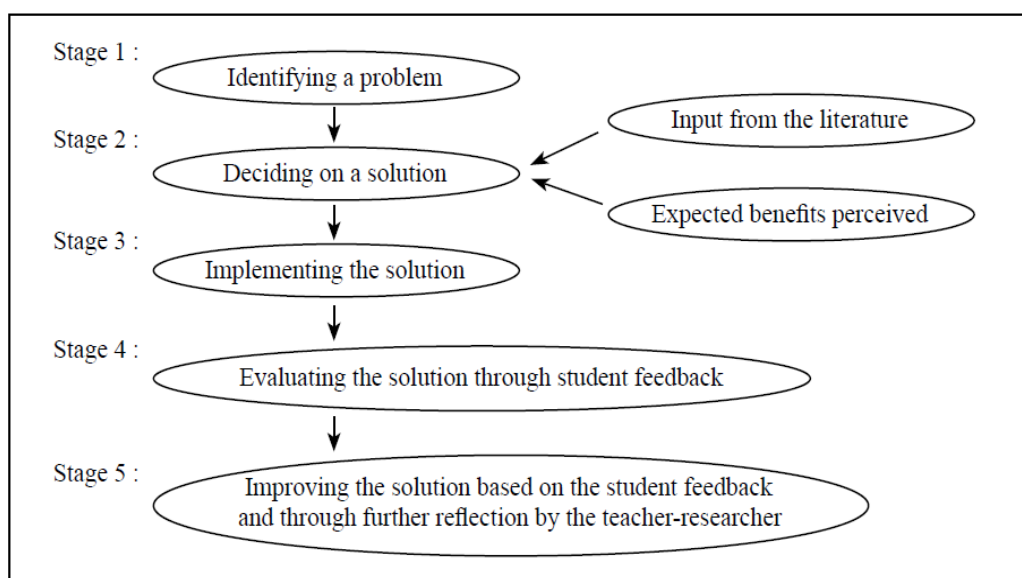 Stage 1 :
Identifying a problem
Stage 2 :
Input from the literature
Deciding on a solution
Expected benefits perceived
Stage 3 :
Implementing the solution
Stage 4 :
Evaluating the solution through student feedback
Stage 5 :
Improving the solution based on the student feedback
and through further reflection by the teacher-researcher